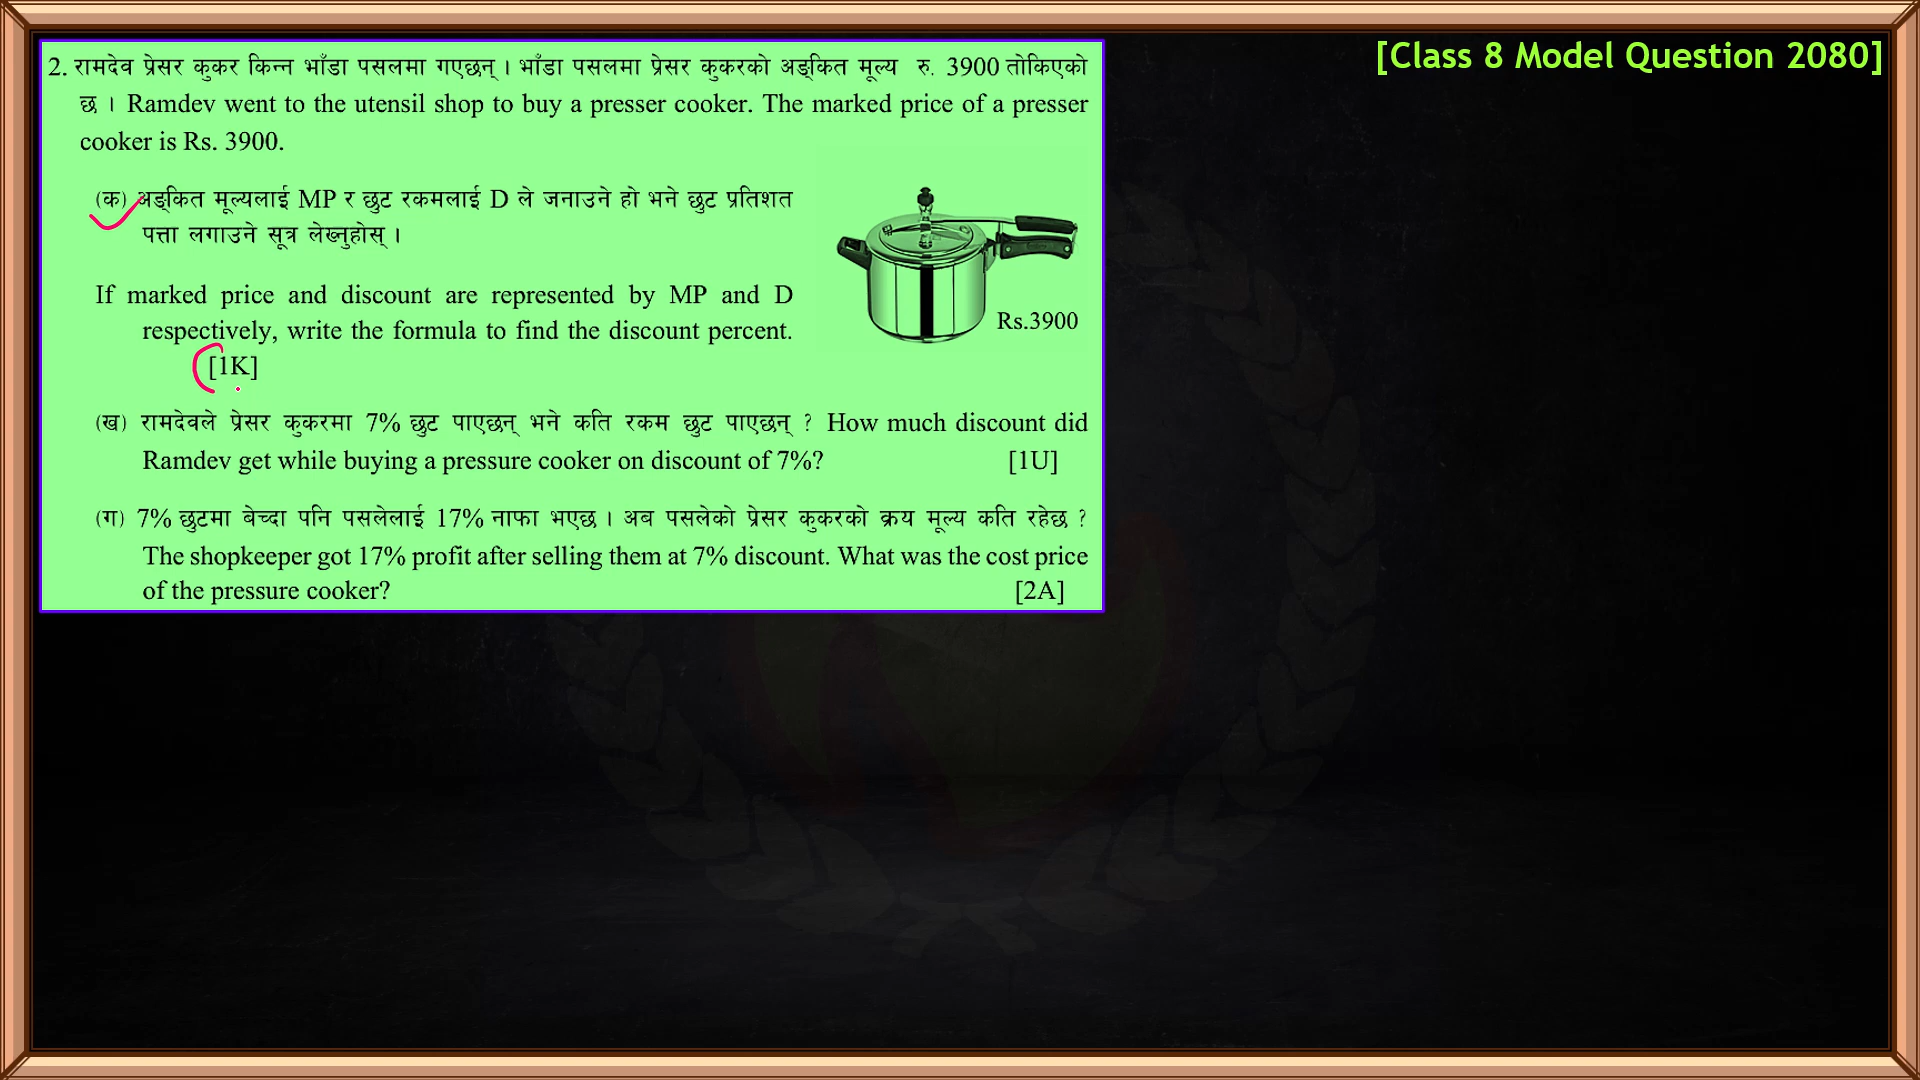 [Class 8 Model Question 2080]
2. रामदेव प्रेसर कुकर किन्न भाँडा पसलमा गएछन् । भाँडा पसलमा प्रेसर कुकरको अङ्कित मूल्य रु. 3900 तोकिएको
छ । Ramdev went to the utensil shop to buy a presser cooker. The marked price of a presser
cooker is Rs. 3900.
(क) अङ्कित मूल्यलाई MP र छुट रकमलाई D ले जनाउने हो भने छुट प्रतिशत
पत्ता लगाउने सूत्र लेख्नुहोस् ।
If marked price and discount are represented by MP and D
respectively, write the formula to find the discount percent.
[1K]
Rs.3900
(ख) रामदेवले प्रेसर कुकरमा 7% छुट पाएछन् भने कति रकम छुट पाएछन् ? How much discount did
Ramdev get while buying a pressure cooker on discount of 7%? [1U]
(ग) 7% छुटमा बेच्दा पनि पसलेलाई 17% नाफा भएछ । अब पसलेको प्रेसर कुकरको क्रय मूल्य कति रहेछ ?
The shopkeeper got 17% profit after selling them at 7% discount. What was the cost price
of the pressure cooker? [2A]